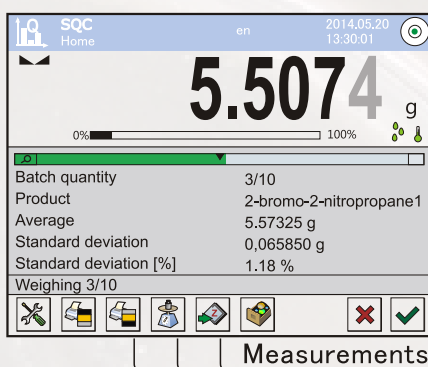 SQC en 2014.05.20
Home 13:30:01
5.5074 g
0% 100%
Batch quantity 3/10
Product 2-bromo-2-nitropropane1
Average 5.57325 g
Standard deviation 0,065850 g
Standard deviation [%] 1.18 %
Weighing 3/10
Measurements